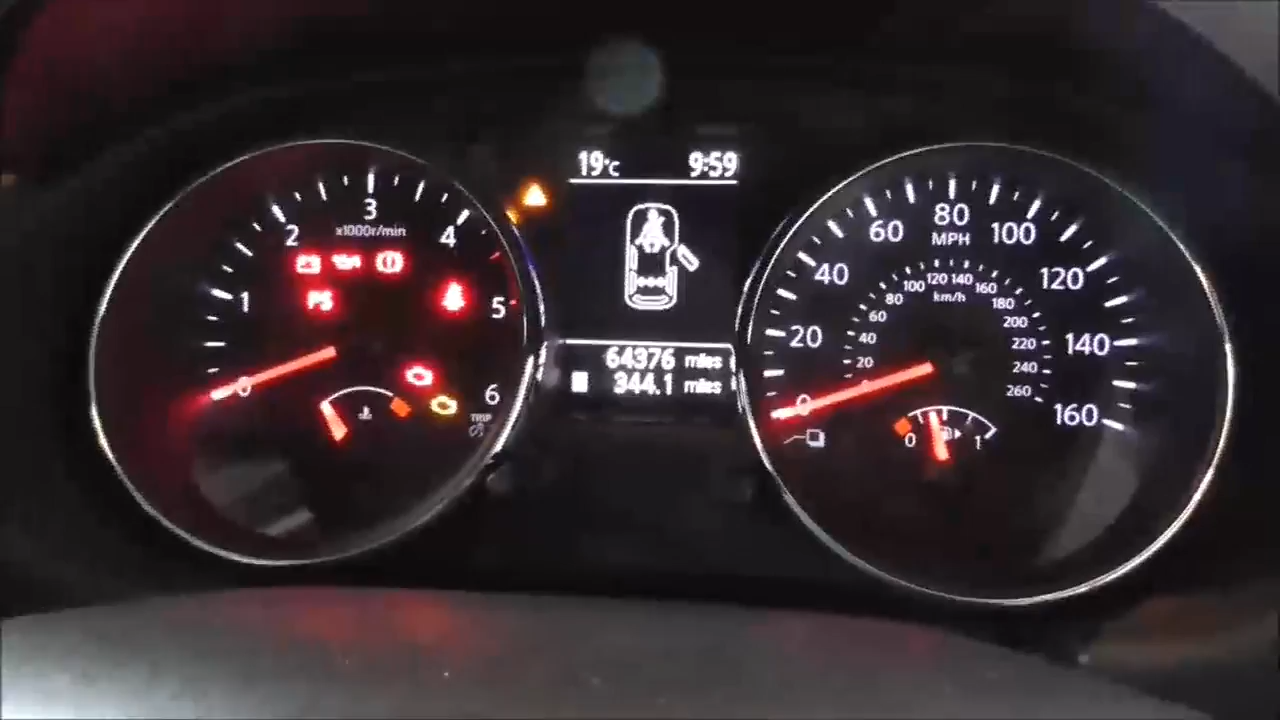 19°C 9:59
3
x1000r/min
2 4
1 5
PS
0 6
TRIP
64376 miles
344.1 miles
80
MPH
60 100
40 120
20 140
0 160
120 140
100 160
km/h
80 180
60 200
40 220
20 240
260
0 1